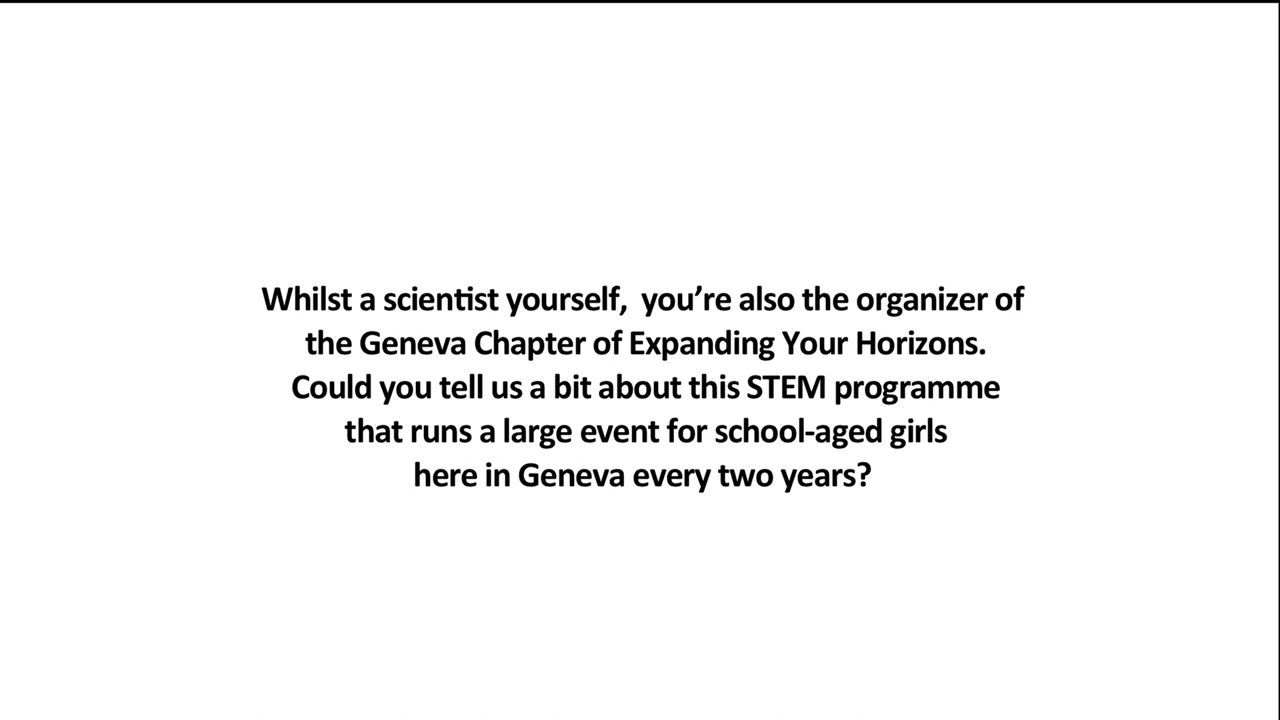 Whilst a scientist yourself,  you’re also the organizer of
the Geneva Chapter of Expanding Your Horizons.
Could you tell us a bit about this STEM programme
that runs a large event for school-aged girls
here in Geneva every two years?